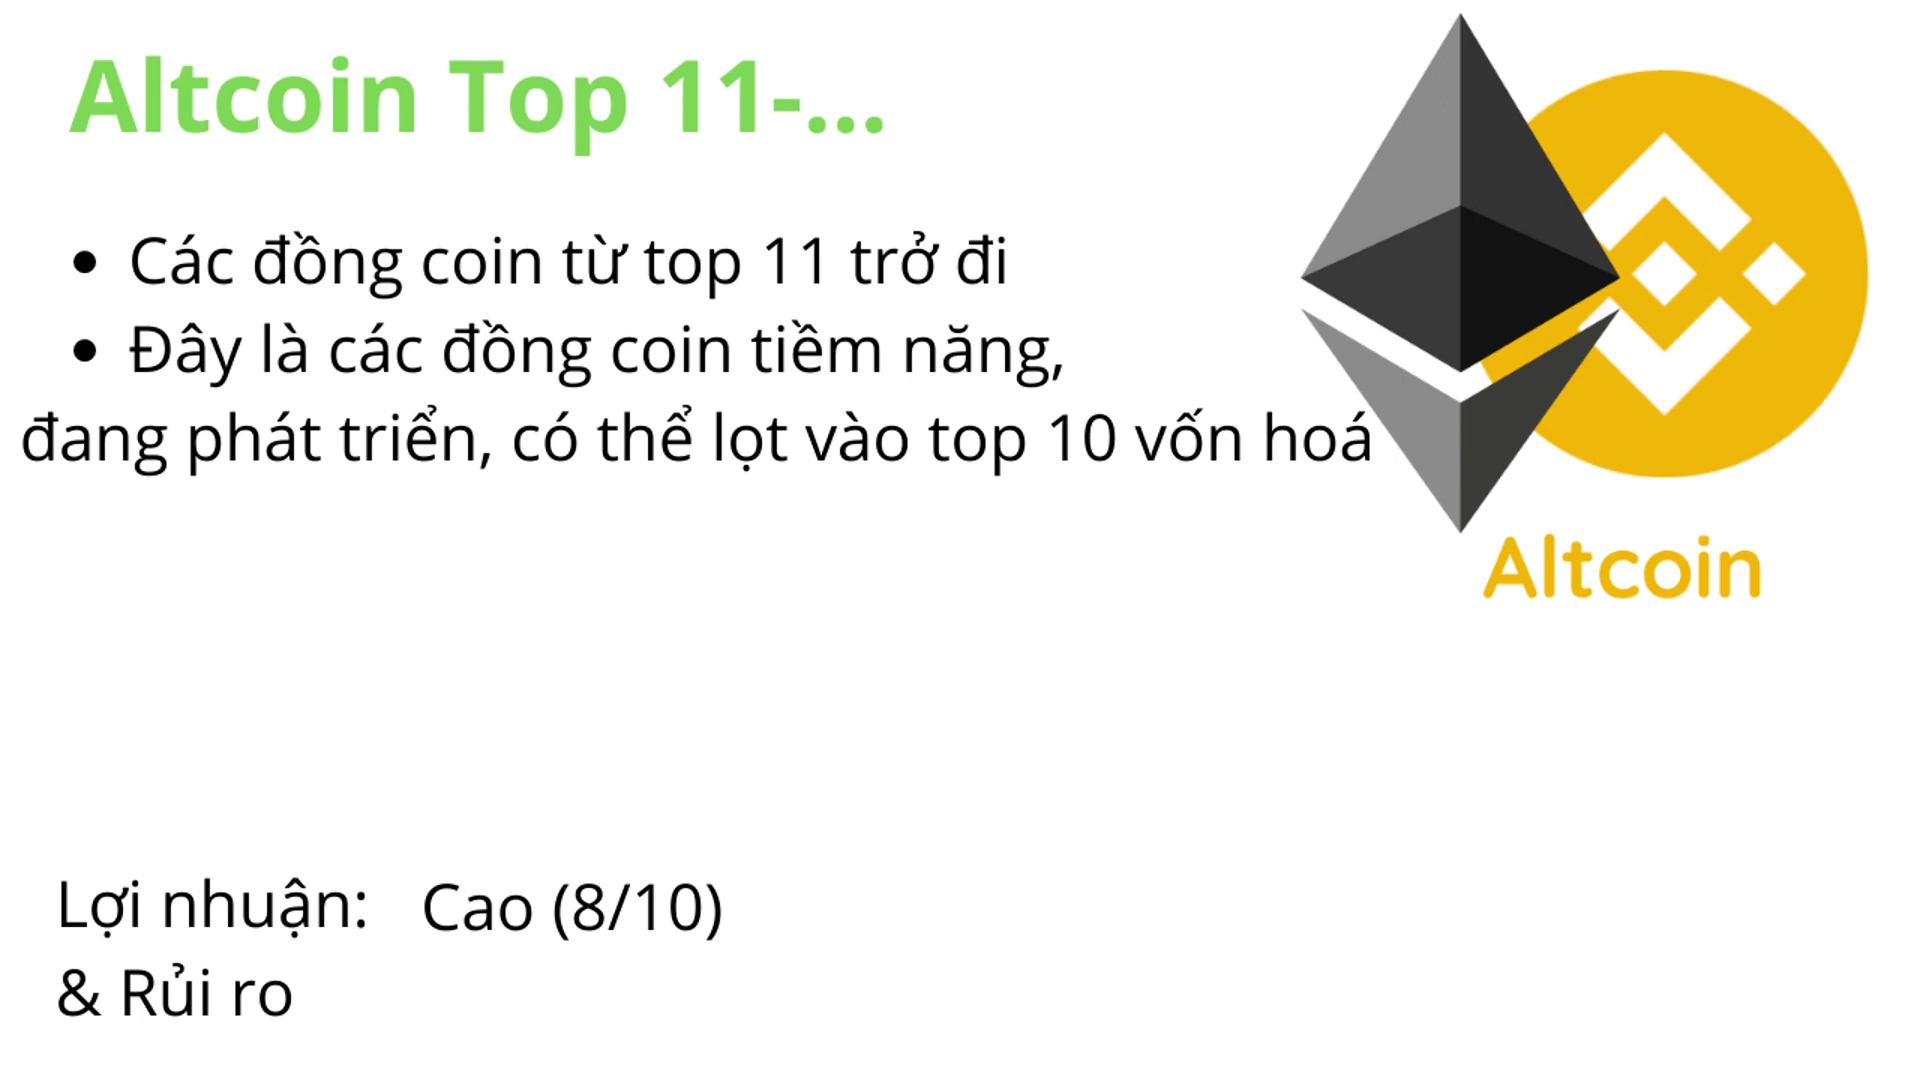 Altcoin Top 11-...
• Các đồng coin từ top 11 trở đi
• Đây là các đồng coin tiềm năng,
đang phát triển, có thể lọt vào top 10 vốn hoá
Altcoin
Lợi nhuận: Cao (8/10)
& Rủi ro